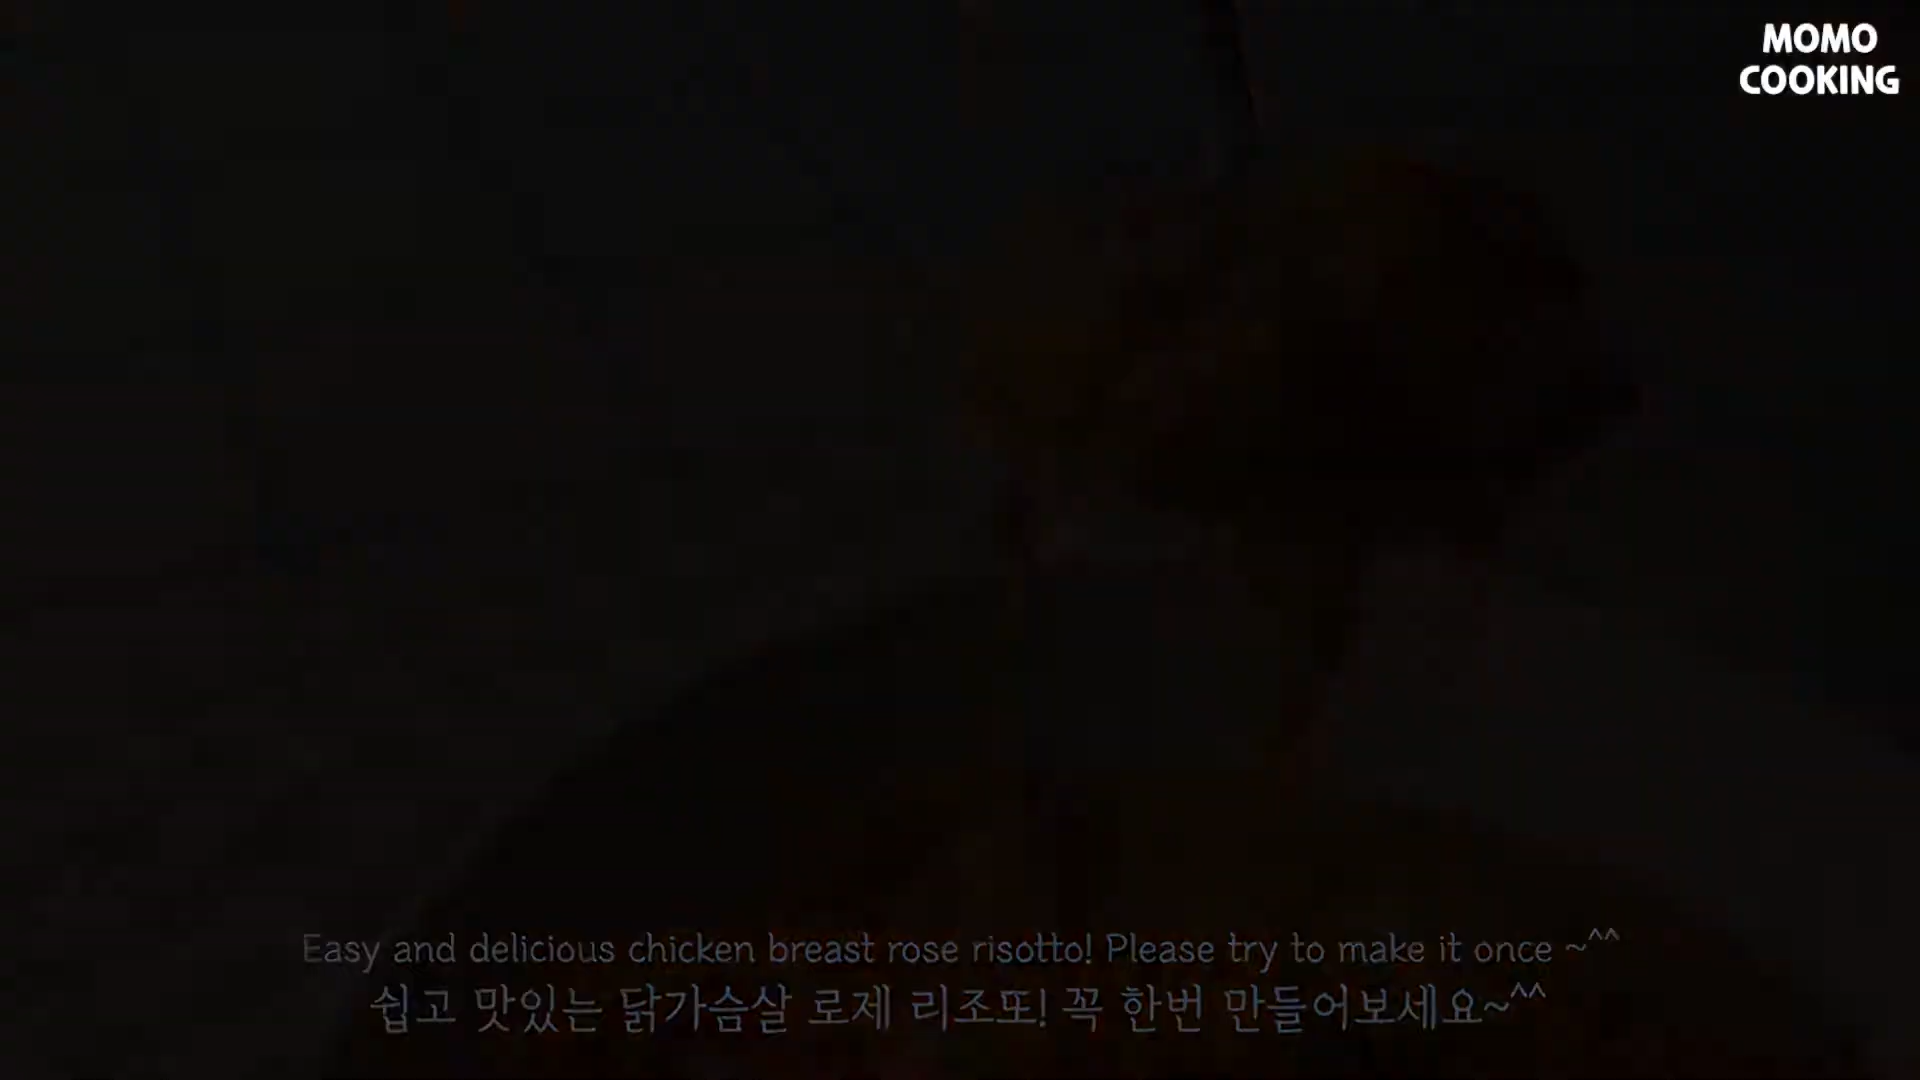 MOMO
COOKING
Easy and delicious chicken breast rose risotto! Please try to make it once ~^^
쉽고 맛있는 닭가슴살 로제 리조또! 꼭 한번 만들어보세요~^^